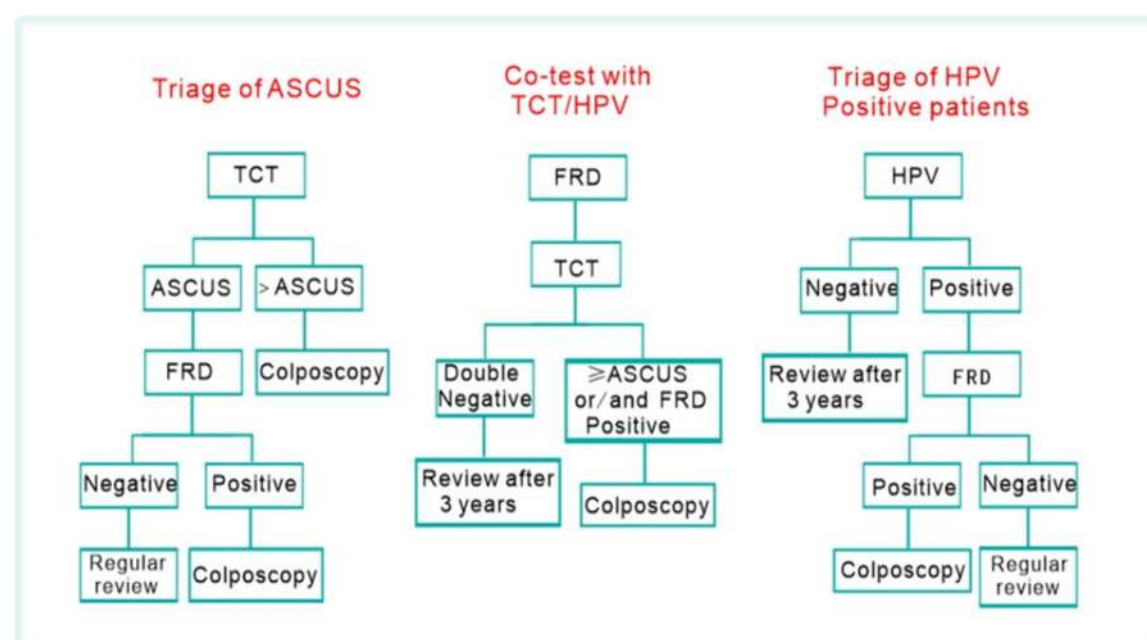 Triage of ASCUS
TCT
ASCUS
>ASCUS
FRD
Colposcopy
Negative
Positive
Regular
review
Colposcopy
Co-test with
TCT/HPV
FRD
TCT
Double
Negative
≥ASCUS
or/and FRD
Positive
Review after
3 years
Colposcopy
Triage of HPV
Positive patients
HPV
Negative
Positive
Review after
3 years
FRD
Positive
Negative
Colposcopy
Regular
review